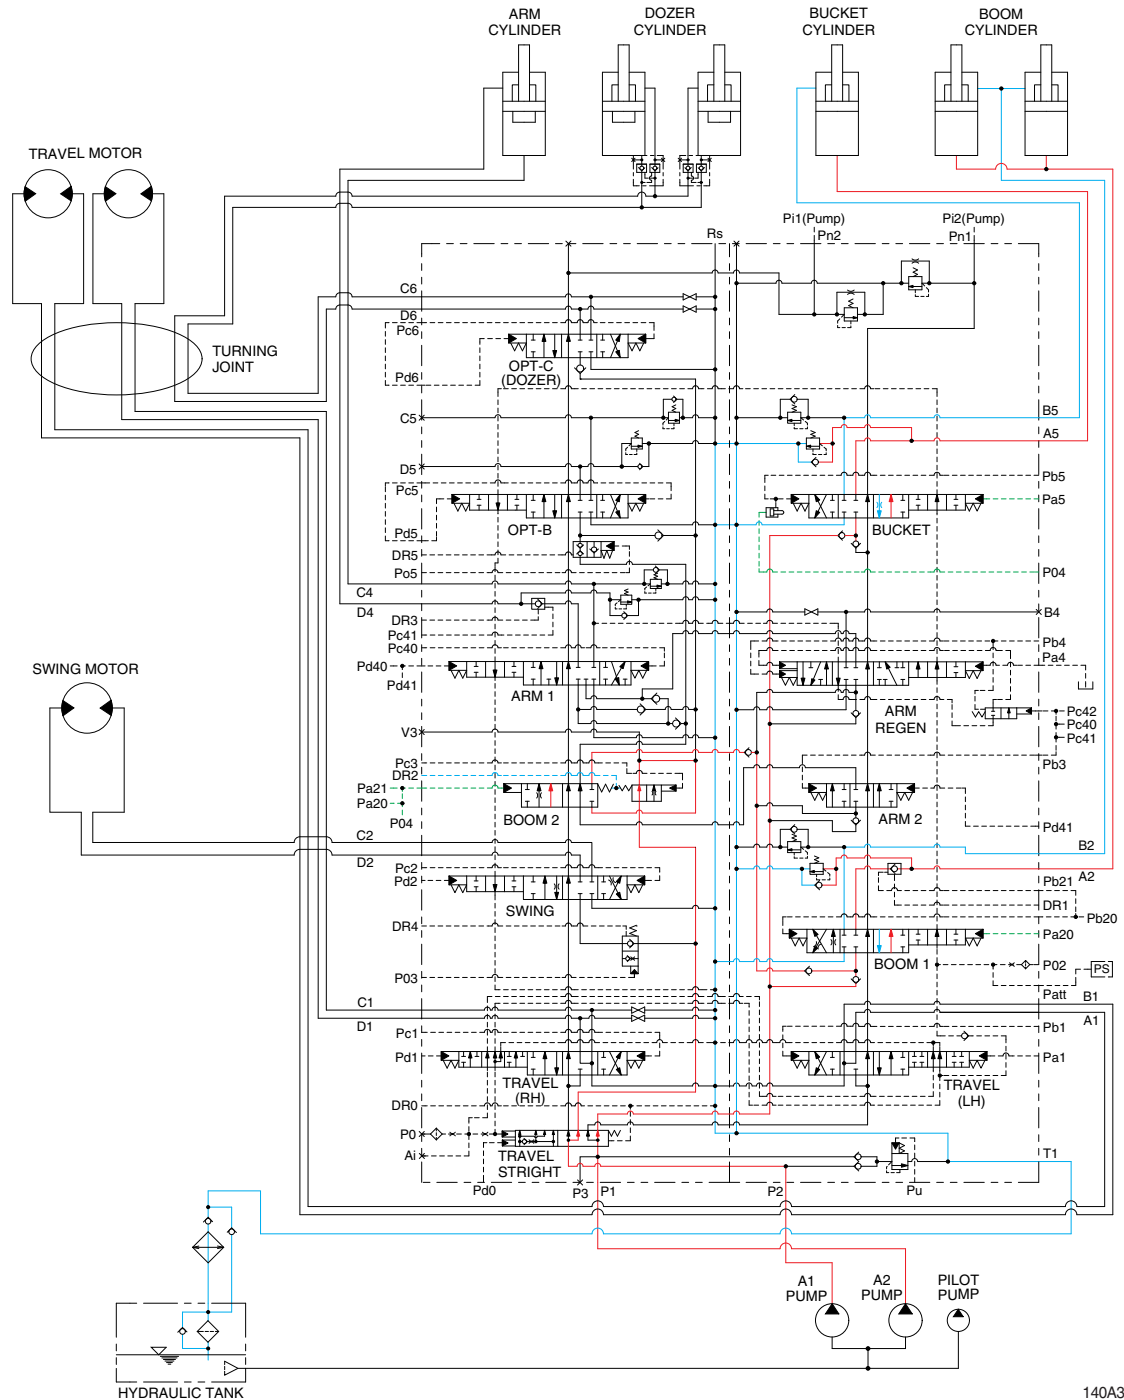 ARM
CYLINDER
DOZER
CYLINDER
BUCKET
CYLINDER
BOOM
CYLINDER
TRAVEL MOTOR
TURNING
JOINT
SWING MOTOR
Rs
Pi1(Pump)
Pn2
Pi2(Pump)
Pn1
C6
D6
Pc6
Pd6
OPT-C
(DOZER)
C5
D5
Pc5
Pd5
OPT-B
DR5
Po5
C4
D4
DR3
Pc41
Pc40
Pd40
Pd41
ARM 1
V3
Pc3
DR2
Pa21
Pa20
P04
BOOM 2
C2
D2
Pc2
Pd2
SWING
DR4
P03
C1
D1
Pc1
Pd1
TRAVEL
(RH)
DR0
P0
i
Ai
TRAVEL
STRIGHT
Pd0
P3
P1
P2
Pu
B5
A5
Pb5
Pa5
BUCKET
P04
B4
Pb4
Pa4
ARM
REGEN
Pc42
Pc40
Pc41
Pb3
ARM 2
Pd41
B2
A2
Pb21
DR1
Pb20
Pa20
BOOM 1
P02
PS
Patt
B1
A1
Pb1
Pa1
TRAVEL
(LH)
T1
A1
PUMP
A2
PUMP
PILOT
PUMP
HYDRAULIC TANK
140A3